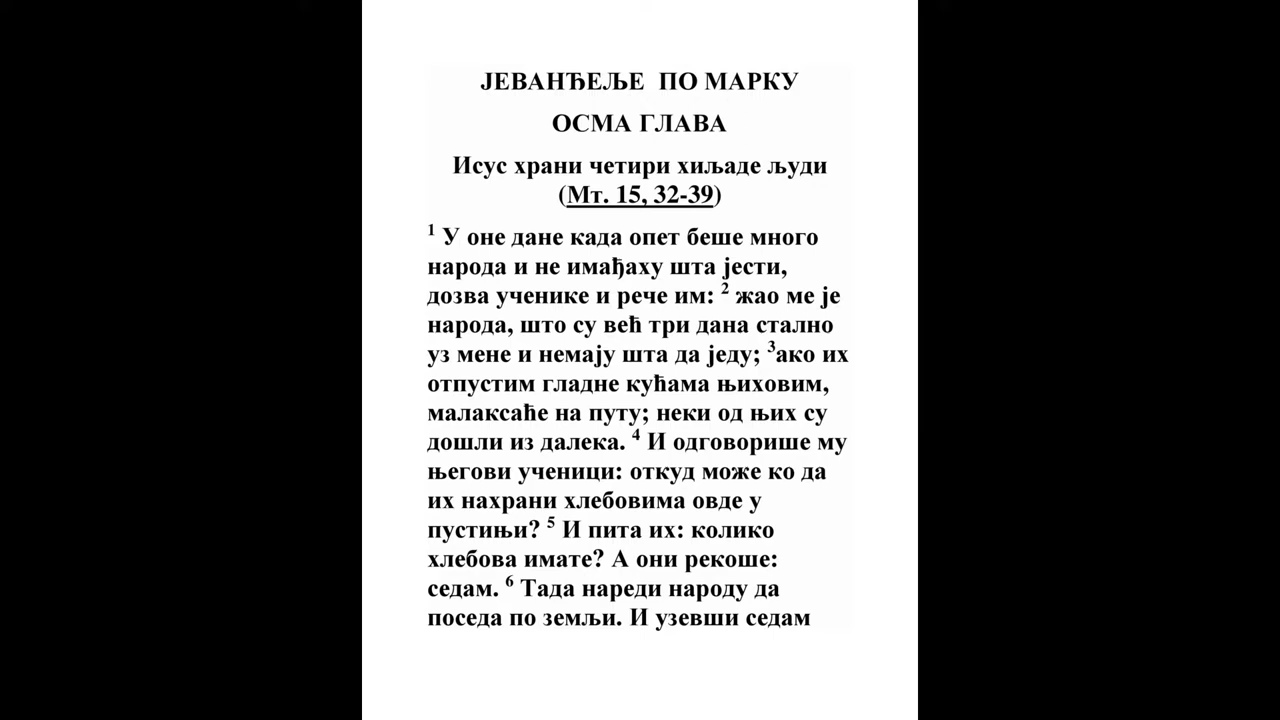 ЈЕВАНЂЕЉЕ ПО МАРКУ
ОСМА ГЛАВА
Исус храни четири хиљаде људи
(Мт. 15, 32-39)
¹ У оне дане када опет беше много
народа и не имађаху шта јести,
дозва ученике и рече им: ² жао ме је
народа, што су већ три дана стално
уз мене и немају шта да једу; ³ако их
отпустим гладне кућама њиховим,
малаксаће на путу; неки од њих су
дошли из далека. ⁴ И одговорише му
његови ученици: откуд може ко да
их нахрани хлебовима овде у
пустињи? ⁵ И пита их: колико
хлебова имате? А они рекоше:
седам. ⁶ Тада нареди народу да
поседа по земљи. И узевши седам